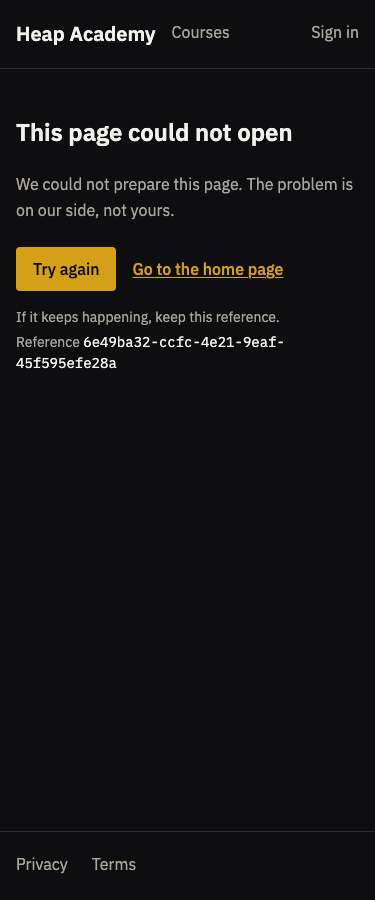 Heap Academy Courses Sign in
This page could not open
We could not prepare this page. The problem is
on our side, not yours.
Try again Go to the home page
If it keeps happening, keep this reference.
Reference 6e49ba32-ccfc-4e21-9eaf-
45f595efe28a
Privacy Terms